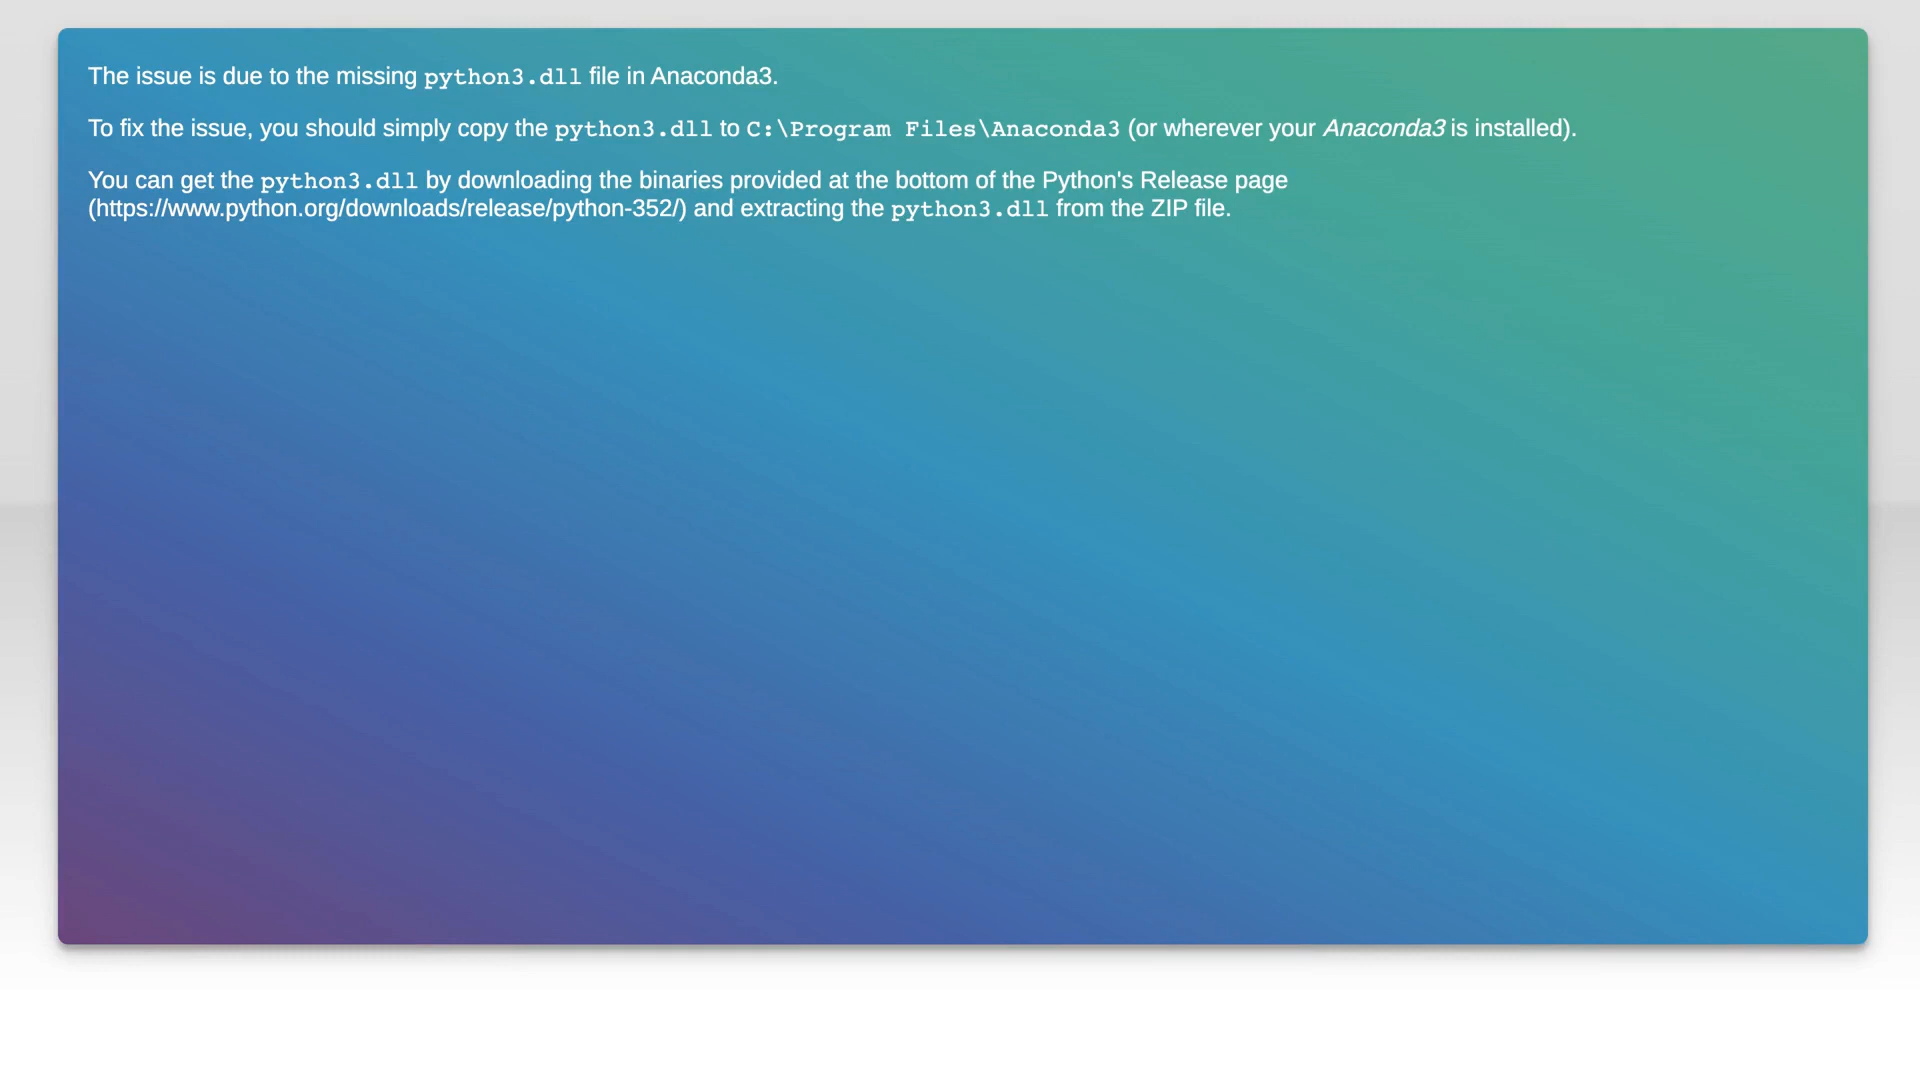 The issue is due to the missing python3.dll file in Anaconda3.
To fix the issue, you should simply copy the python3.dll to C:\Program Files\Anaconda3 (or wherever your Anaconda3 is installed).
You can get the python3.dll by downloading the binaries provided at the bottom of the Python's Release page
(https://www.python.org/downloads/release/python-352/) and extracting the python3.dll from the ZIP file.